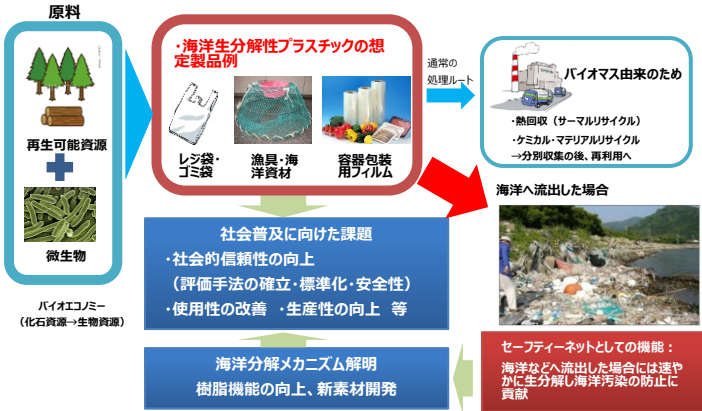 原料
再生可能資源
微生物
バイオエコノミー
（化石資源→生物資源）
・海洋生分解性プラスチックの想
定製品例
レジ袋・
ゴミ袋
漁具・海
洋資材
容器包装
用フィルム
通常の
処理ルート
バイオマス由来のため
・熱回収（サーマルリサイクル）
・ケミカル・マテリアルリサイクル
→分別収集の後、再利用へ
海洋へ流出した場合
社会普及に向けた課題
・社会的信頼性の向上
（評価手法の確立・標準化・安全性）
・使用性の改善 ・生産性の向上 等
海洋分解メカニズム解明
樹脂機能の向上、新素材開発
セーフティーネットとしての機能：
海洋などへ流出した場合には速や
かに生分解し海洋汚染の防止に
貢献